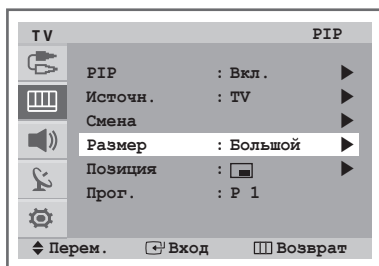 TV PIP
PIP : Вкл.
Источн. : TV
Смена
Размер : Большой
Позиция :
Прог. : P 1
Перем. Вход Возврат